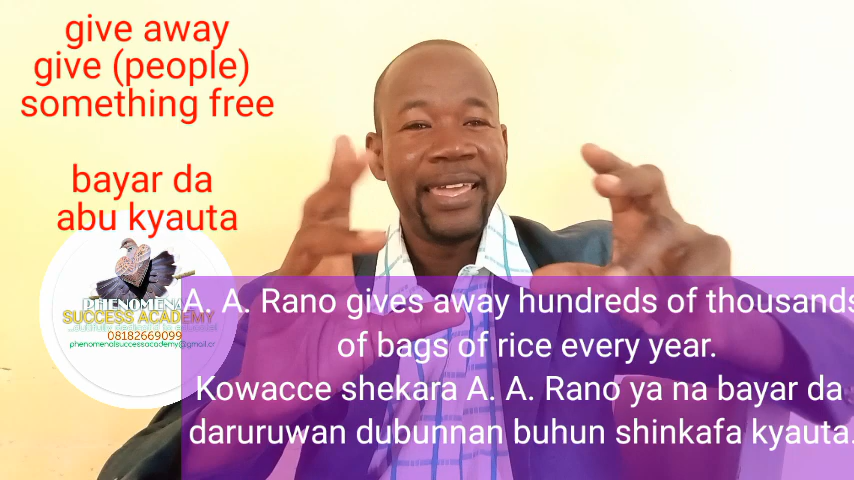 give away
give (people)
something free
bayar da
abu kyauta
PHENOMENA
SUCCESS ACADEMY
08182669099
A. A. Rano gives away hundreds of thousands
of bags of rice every year.
Kowacce shekara A. A. Rano ya na bayar da
daruruwan dubunnan buhun shinkafa kyauta.